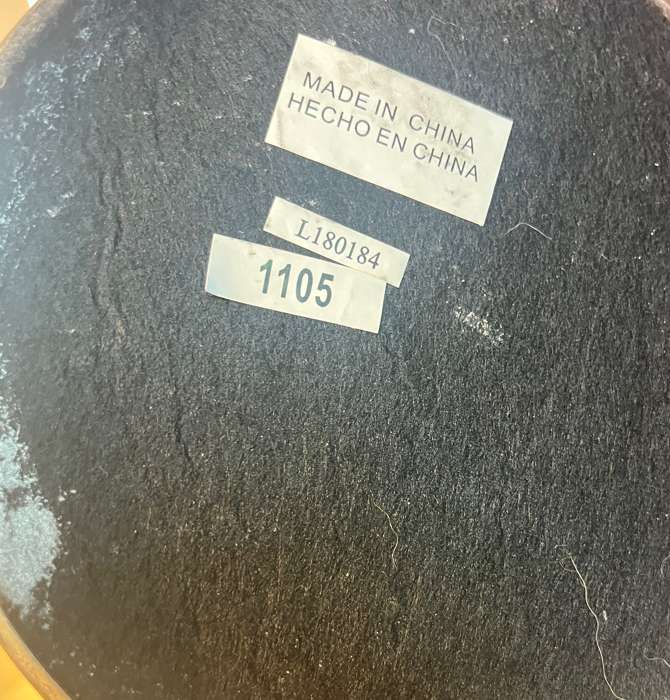 MADE IN CHINA
HECHO EN CHINA
L180184
1105